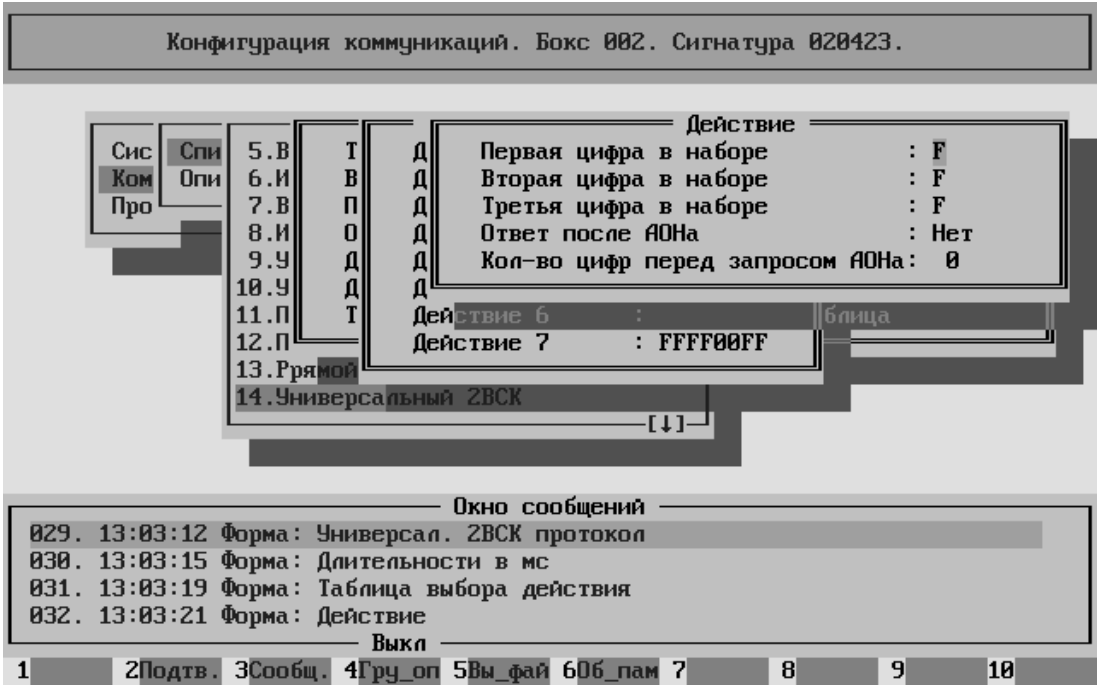 Конфигурация коммуникаций. Бокс 002. Сигнатура 020423.
Действие
Сис Спи 5.В Т Д Первая цифра в наборе : F
Ком Опи 6.И В Д Вторая цифра в наборе : F
Про 7.В П Д Третья цифра в наборе : F
8.И О Д Ответ после АОНа : Нет
9.У Д Д Кол-во цифр перед запросом АОНа: 0
10.У Д Д
11.П Т Действие 6 : блица
12.П Действие 7 : FFFF00FF
13.Ррямой
14.Универсальный 2ВСК
[↓]
Окно сообщений
029. 13:03:12 Форма: Универсал. 2ВСК протокол
030. 13:03:15 Форма: Длительности в мс
031. 13:03:19 Форма: Таблица выбора действия
032. 13:03:21 Форма: Действие
Выкл
1 2Подтв. 3Сообщ. 4Гру_оп 5Вы_фай 6Об_пам 7 8 9 10